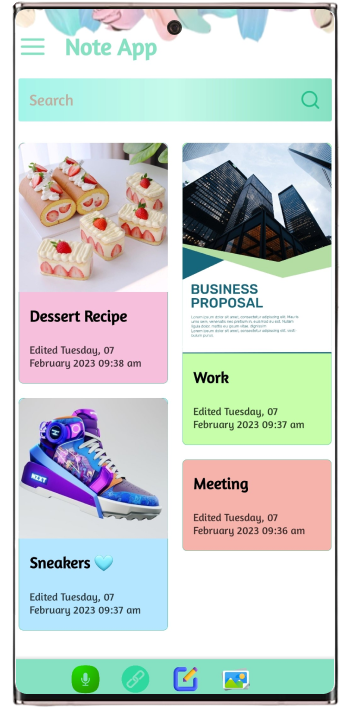 Note App
Search
Dessert Recipe
Edited Tuesday, 07
February 2023 09:38 am
BUSINESS
PROPOSAL
Work
Edited Tuesday, 07
February 2023 09:37 am
NEXT
Sneakers 🩵
Edited Tuesday, 07
February 2023 09:37 am
Meeting
Edited Tuesday, 07
February 2023 09:36 am